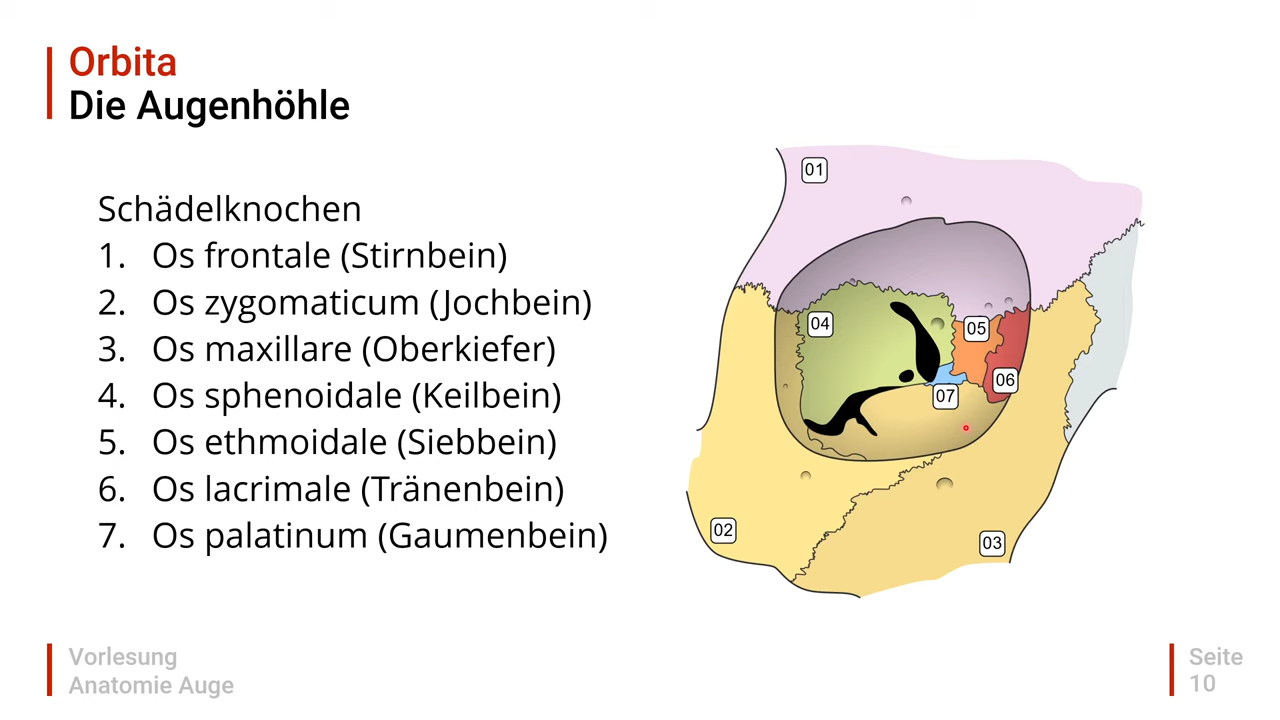 Orbita
Die Augenhöhle
Schädelknochen
1. Os frontale (Stirnbein)
2. Os zygomaticum (Jochbein)
3. Os maxillare (Oberkiefer)
4. Os sphenoidale (Keilbein)
5. Os ethmoidale (Siebbein)
6. Os lacrimale (Tränenbein)
7. Os palatinum (Gaumenbein)
01
04
05
06
07
02
03
Vorlesung
Anatomie Auge
Seite
10